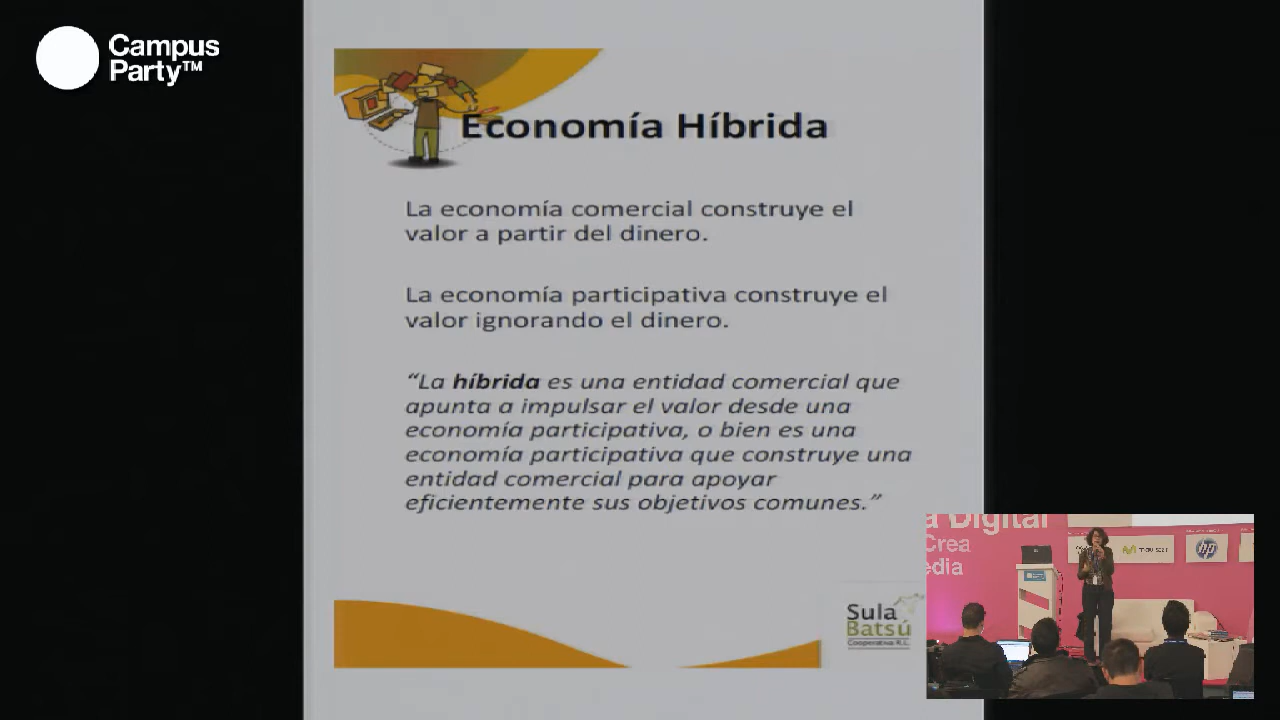 Campus
Party™
Economía Híbrida
La economía comercial construye el
valor a partir del dinero.
La economía participativa construye el
valor ignorando el dinero.
“La híbrida es una entidad comercial que
apunta a impulsar el valor desde una
economía participativa, o bien es una
economía participativa que construye una
entidad comercial para apoyar
eficientemente sus objetivos comunes.”
Sula
Batsú
Cooperativa R.L.
a Digital
Crea
edia
hp